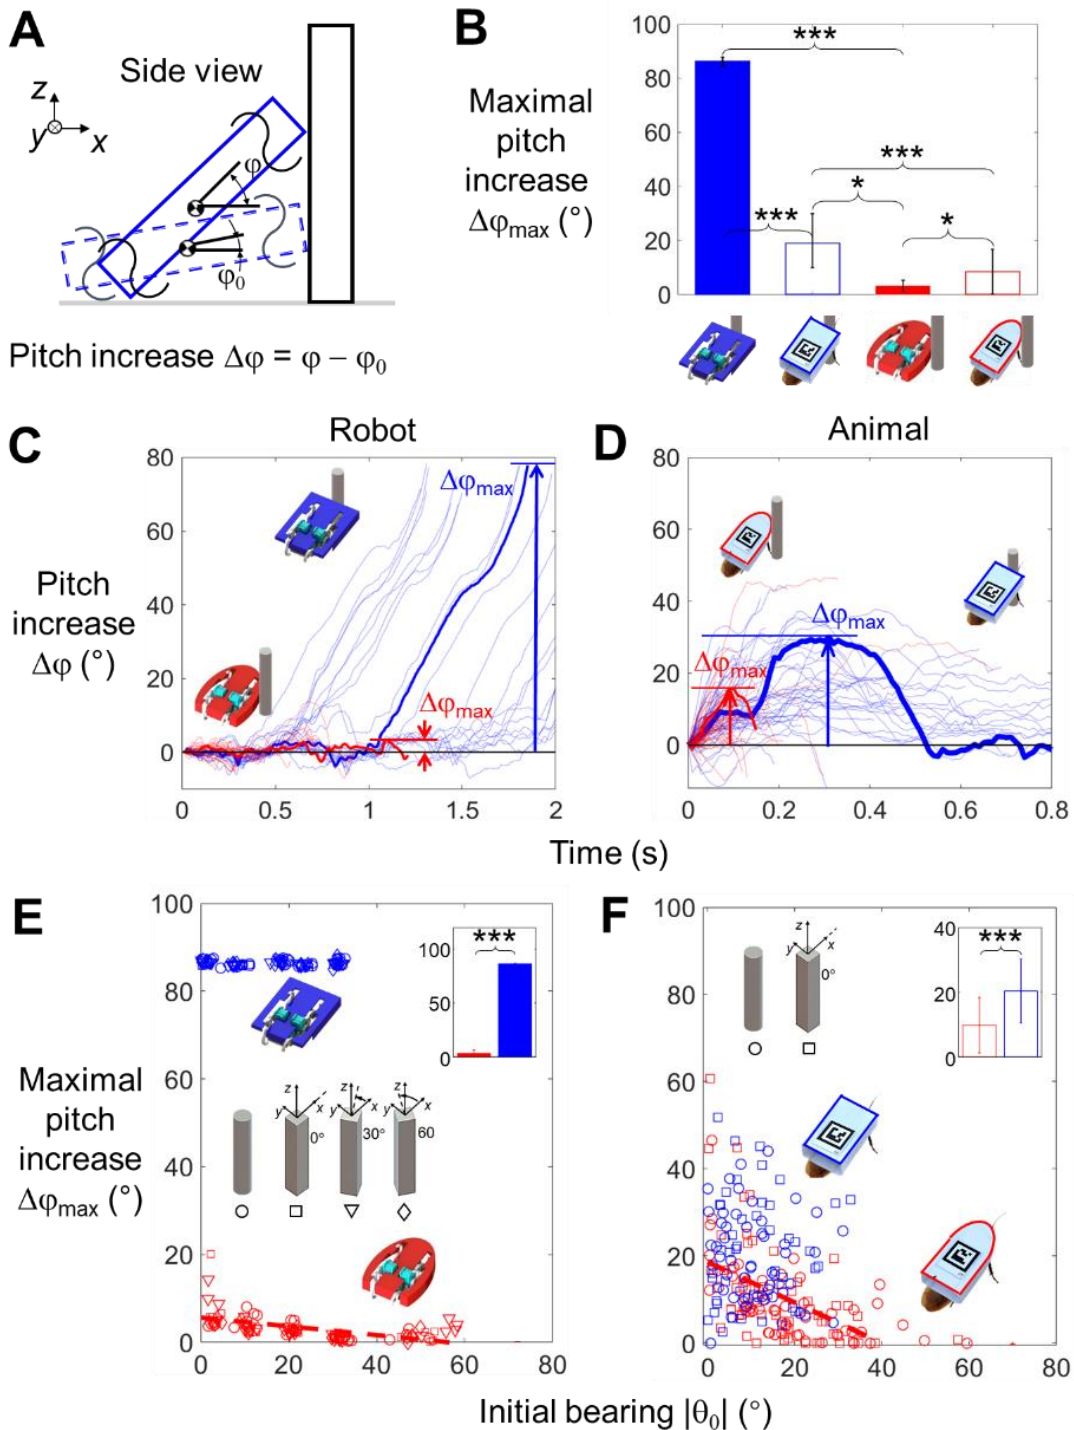 A
Side view
z
y
x
φ
φ₀
Pitch increase Δφ = φ – φ₀
B
Maximal
pitch
increase
Δφmax (°)
100
80
60
40
20
0
***
***
*
***
*
C
Robot
Pitch
increase
Δφ (°)
80
60
40
20
0
Δφmax
Δφmax
0
0.5
1
1.5
2
D
Animal
80
60
40
20
0
Δφmax
Δφmax
0
0.2
0.4
0.6
0.8
Time (s)
E
Maximal
pitch
increase
Δφmax (°)
100
80
60
40
20
0
***
100
50
0
z
y
x
0°
z
y
x
30°
z
y
x
60
0
20
40
60
80
F
100
80
60
40
20
0
z
y
x
0°
***
40
20
0
0
20
40
60
80
Initial bearing |θ₀| (°)